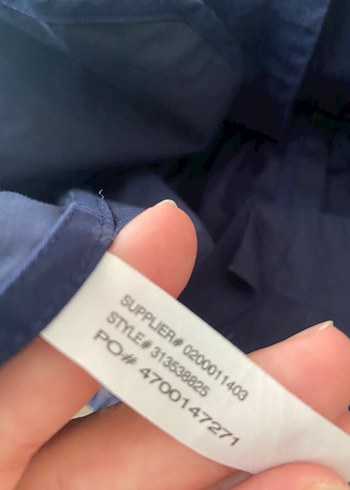 SUPPLIER# 0200011403
STYLE# 313538825
PO# 4700147271